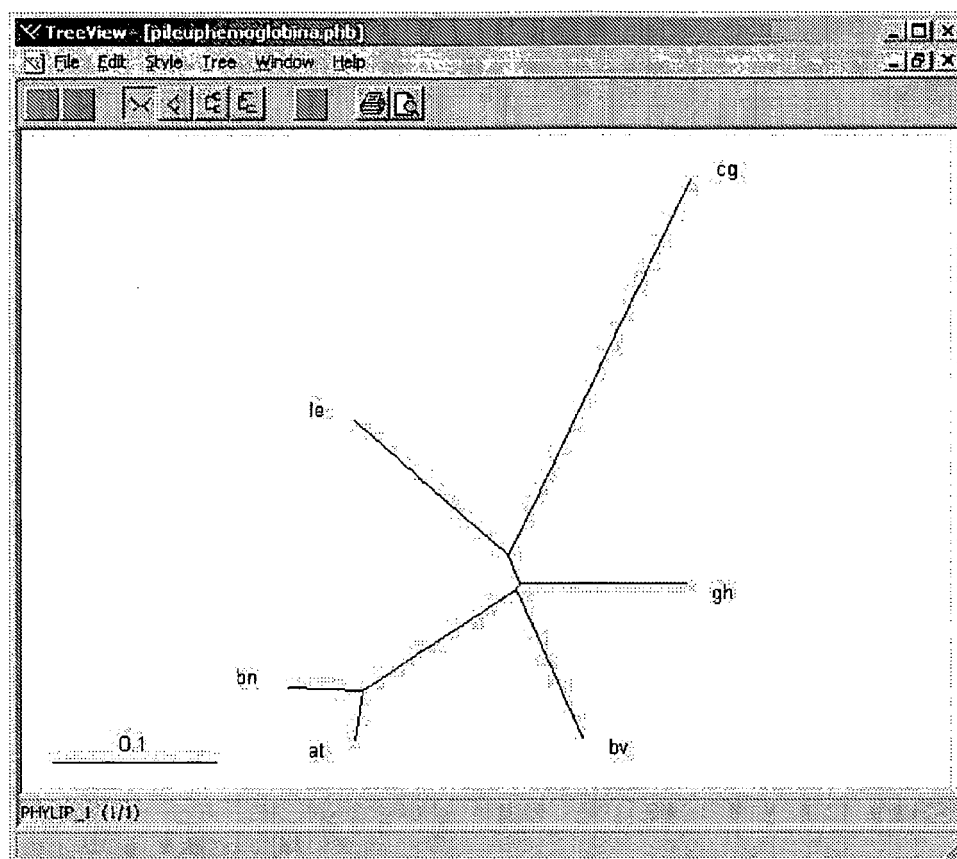 TreeView - [pileuphemoglobina.phb]
File Edit Style Tree Window Help
cg
le
gh
bn
at
bv
0.1
PHYLIP_1 (1/1)